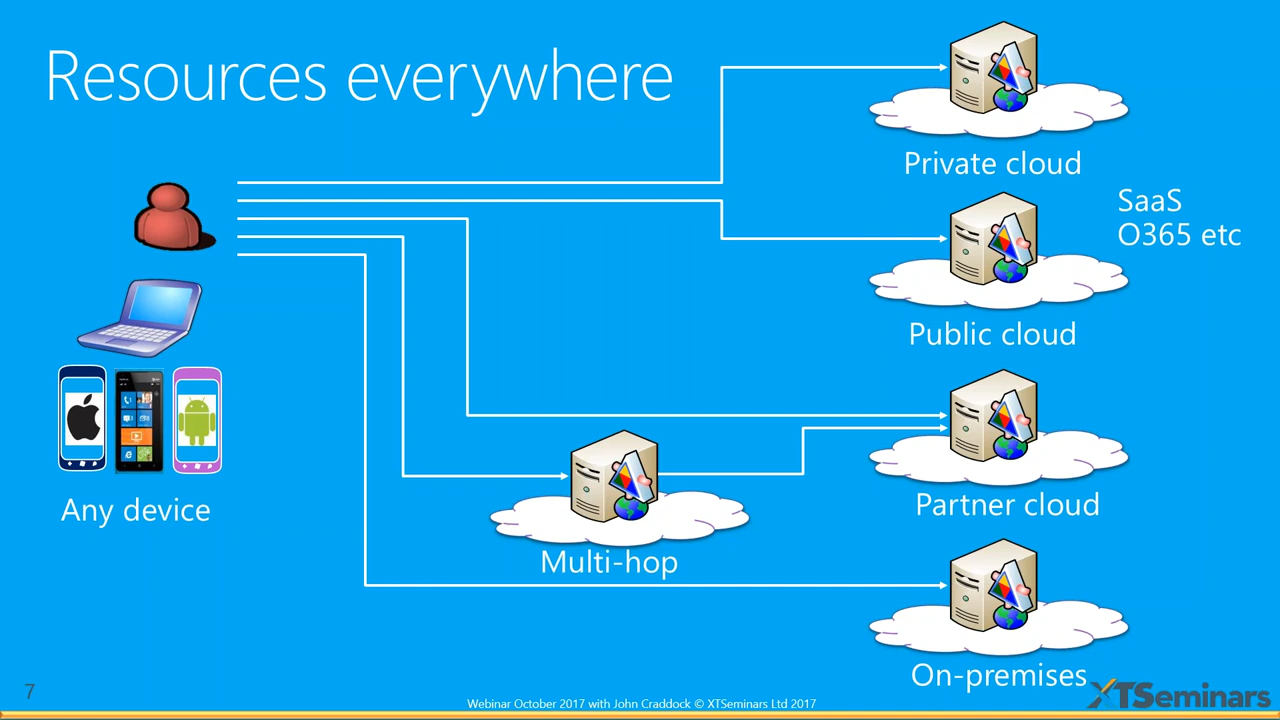 Resources everywhere
Private cloud
SaaS
O365 etc
Public cloud
Partner cloud
Any device
Multi-hop
On-premises
7
Webinar October 2017 with John Craddock © XTSeminars Ltd 2017
XTSeminars